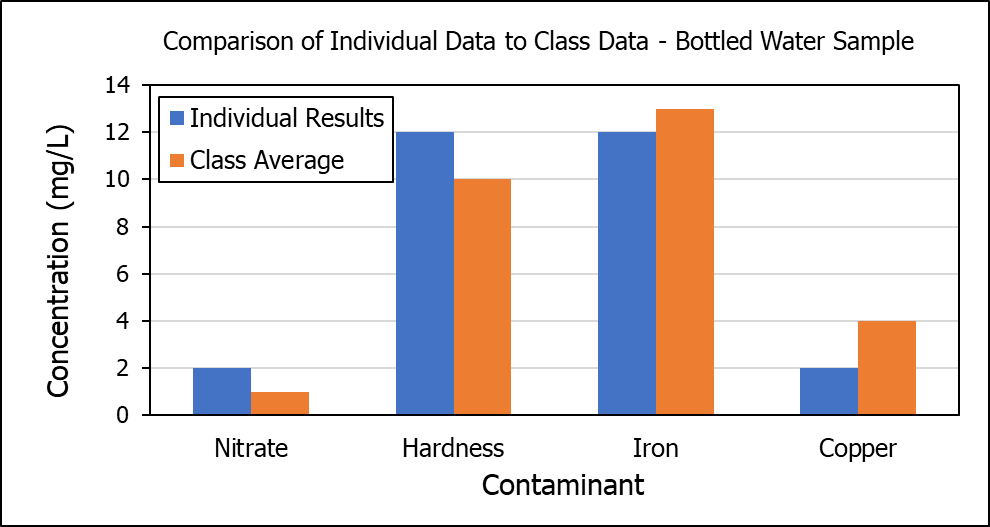 Comparison of Individual Data to Class Data - Bottled Water Sample
Concentration (mg/L)
14
12
10
8
6
4
2
0
Individual Results
Class Average
Nitrate Hardness Iron Copper
Contaminant